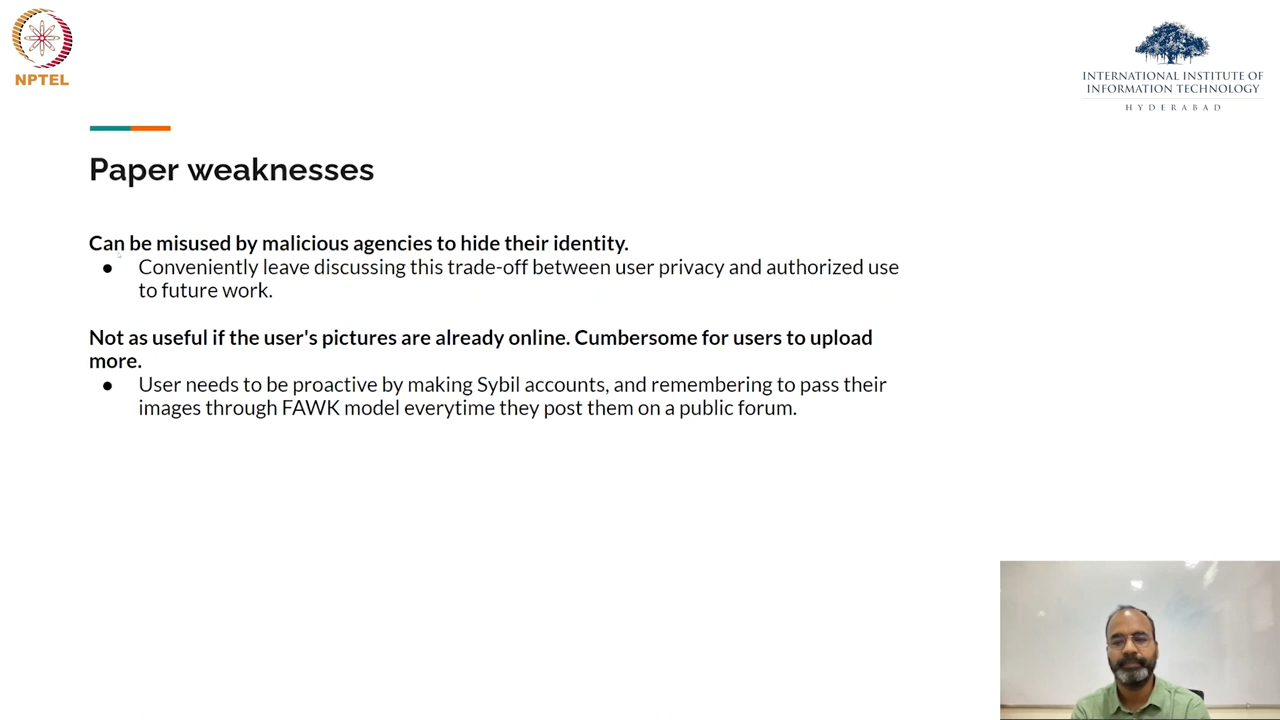 NPTEL
INTERNATIONAL INSTITUTE OF
INFORMATION TECHNOLOGY
HYDERABAD
Paper weaknesses
Can be misused by malicious agencies to hide their identity.
● Conveniently leave discussing this trade-off between user privacy and authorized use
to future work.
Not as useful if the user's pictures are already online. Cumbersome for users to upload
more.
● User needs to be proactive by making Sybil accounts, and remembering to pass their
images through FAWK model everytime they post them on a public forum.